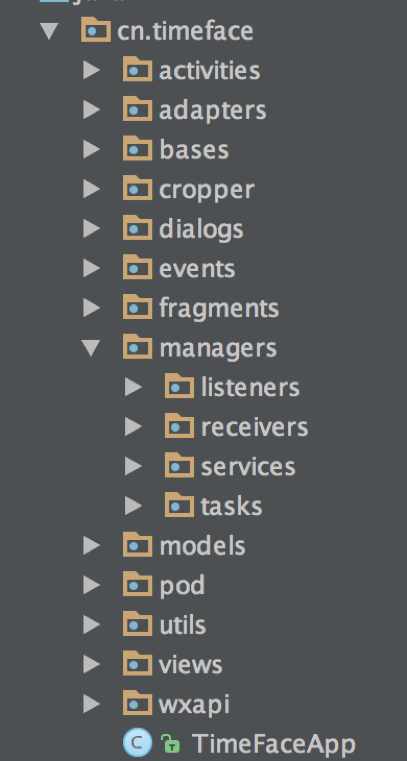 cn.timeface
activities
adapters
bases
cropper
dialogs
events
fragments
managers
listeners
receivers
services
tasks
models
pod
utils
views
wxapi
C TimeFaceApp